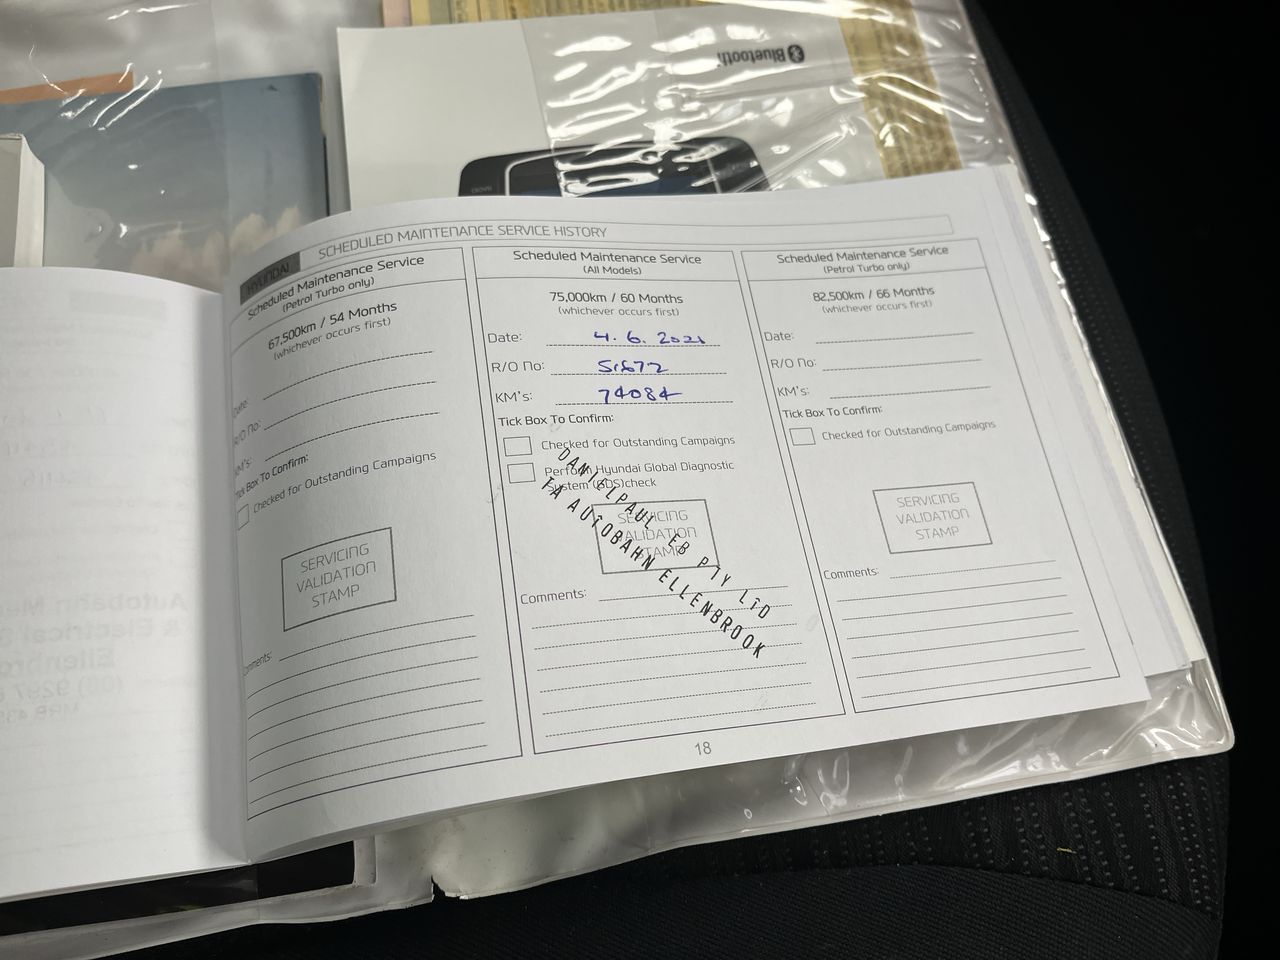 Bluetooth
HYUNDAI
SCHEDULED MAINTENANCE SERVICE HISTORY
Scheduled Maintenance Service
(Petrol Turbo only)
67,500km / 54 Months
(whichever occurs first)
Date:
R/O No:
KM's:
Tick Box To Confirm:
Checked for Outstanding Campaigns
SERVICING
VALIDATION
STAMP
Comments:
Scheduled Maintenance Service
(All Models)
75,000km / 60 Months
(whichever occurs first)
Date: 4.6.2021
R/O No:
KM's: 74084
Tick Box To Confirm:
Checked for Outstanding Campaigns
Perform Hyundai Global Diagnostic
System (GDS)check
SERVICING
VALIDATION
STAMP
DANIELPAUL EB PTY LTD
TA AUTOBAHN ELLENBROOK
Comments:
Scheduled Maintenance Service
(Petrol Turbo only)
82,500km / 66 Months
(whichever occurs first)
Date:
R/O No:
KM's:
Tick Box To Confirm:
Checked for Outstanding Campaigns
SERVICING
VALIDATION
STAMP
Comments:
18